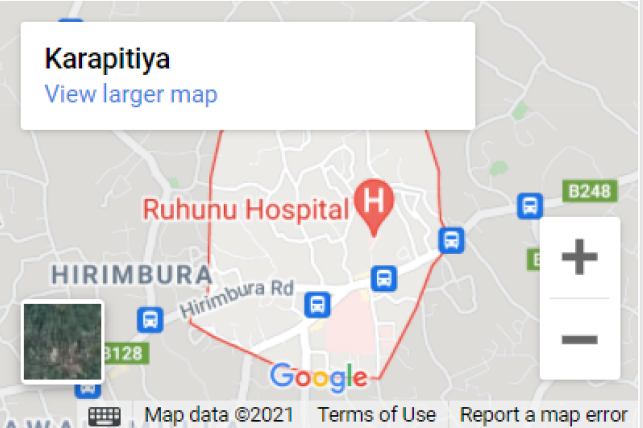 Karapitiya
View larger map
Ruhunu Hospital
H
B248
HIRIMBURA
Hirimbura Rd
B128
Google
Map data ©2021
Terms of Use
Report a map error